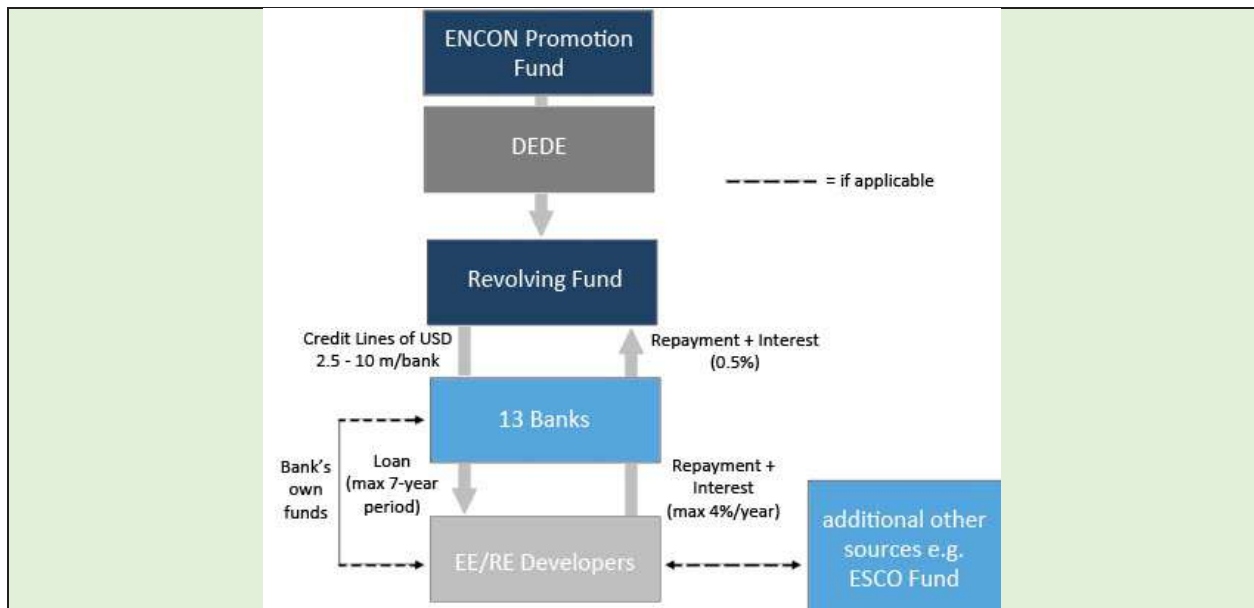 ENCON Promotion
Fund
DEDE
= if applicable
Revolving Fund
Credit Lines of USD
2.5 - 10 m/bank
Repayment + Interest
(0.5%)
13 Banks
Bank's
own
funds
Loan
(max 7-year
period)
Repayment +
Interest
(max 4%/year)
additional other
sources e.g.
ESCO Fund
EE/RE Developers